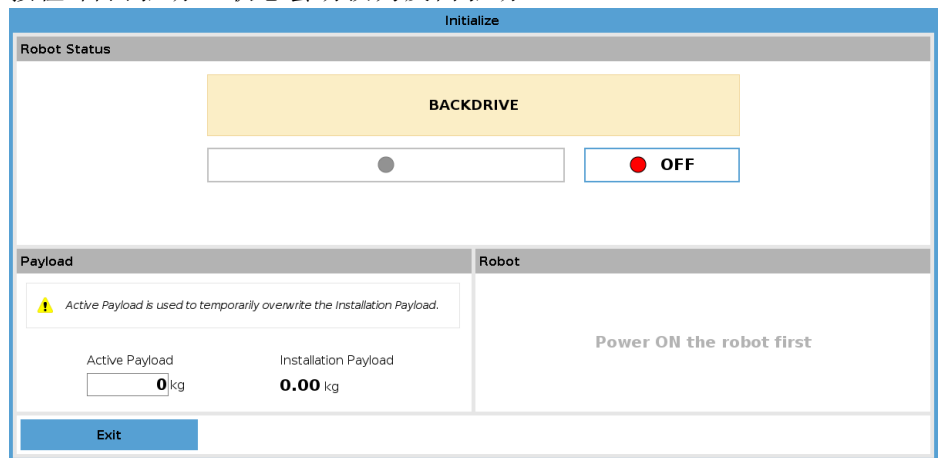 Initialize
Robot Status
BACKDRIVE
OFF
Payload
Robot
Active Payload is used to temporarily overwrite the Installation Payload.
Power ON the robot first
Active Payload
Installation Payload
0 kg
0.00 kg
Exit